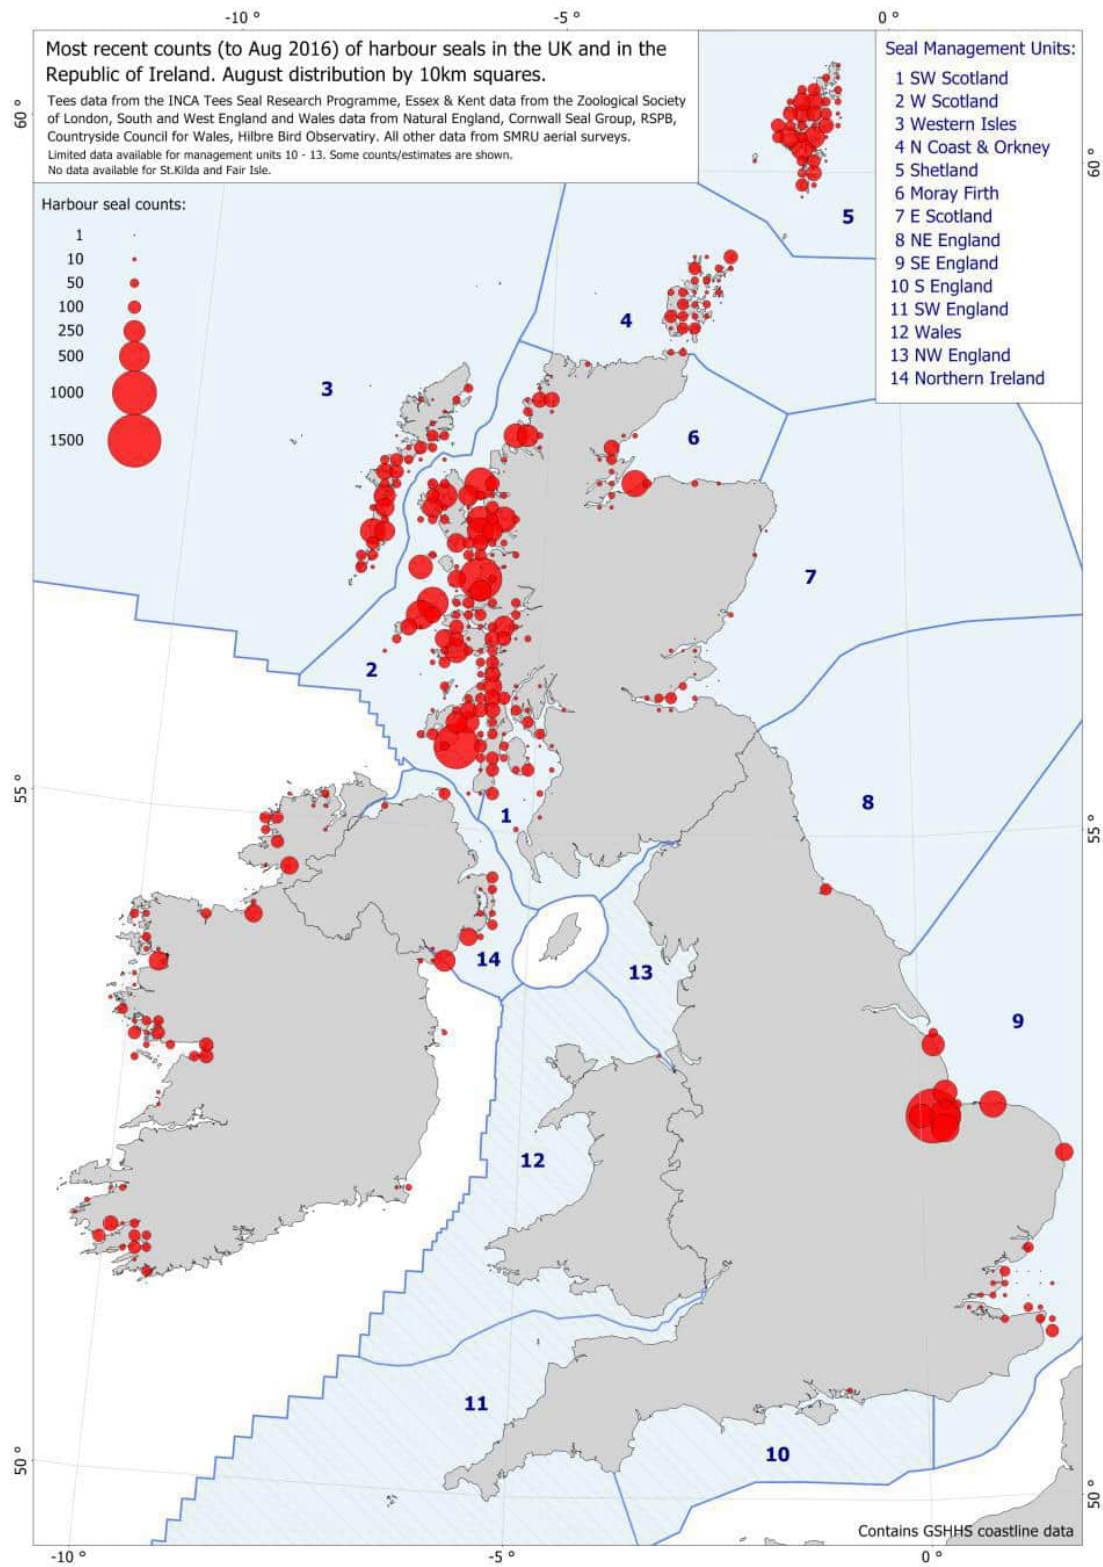 -10 °
-5 °
0 °
Most recent counts (to Aug 2016) of harbour seals in the UK and in the
Republic of Ireland. August distribution by 10km squares.
Tees data from the INCA Tees Seal Research Programme, Essex & Kent data from the Zoological Society
of London, South and West England and Wales data from Natural England, Cornwall Seal Group, RSPB,
Countryside Council for Wales, Hilbre Bird Observatiry. All other data from SMRU aerial surveys.
Limited data available for management units 10 - 13. Some counts/estimates are shown.
No data available for St.Kilda and Fair Isle.
Seal Management Units:
1 SW Scotland
2 W Scotland
3 Western Isles
4 N Coast & Orkney
5 Shetland
6 Moray Firth
7 E Scotland
8 NE England
9 SE England
10 S England
11 SW England
12 Wales
13 NW England
14 Northern Ireland
Harbour seal counts:
1
10
50
100
250
500
1000
1500
60 °
60 °
5
4
3
6
7
2
55 °
55 °
1
8
14
13
9
12
11
10
50 °
50 °
Contains GSHHS coastline data
-10 °
-5 °
0 °